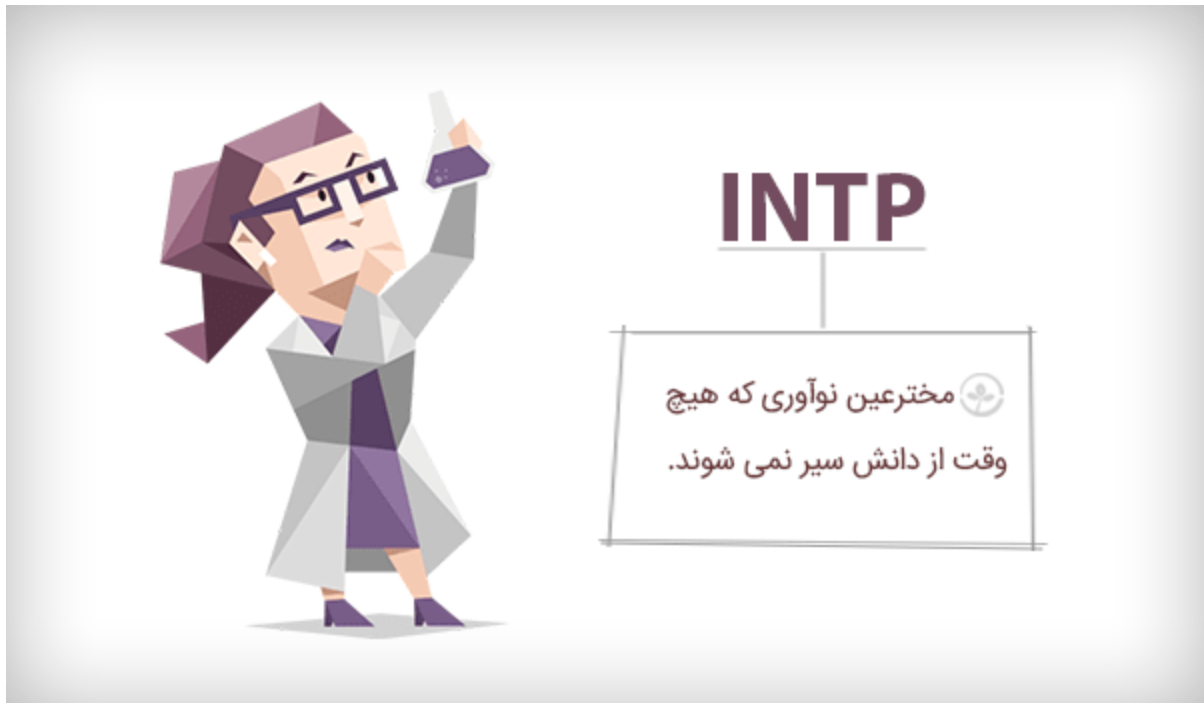 INTP
مخترعین نوآوری که هیچ
وقت از دانش سیر نمی شوند.